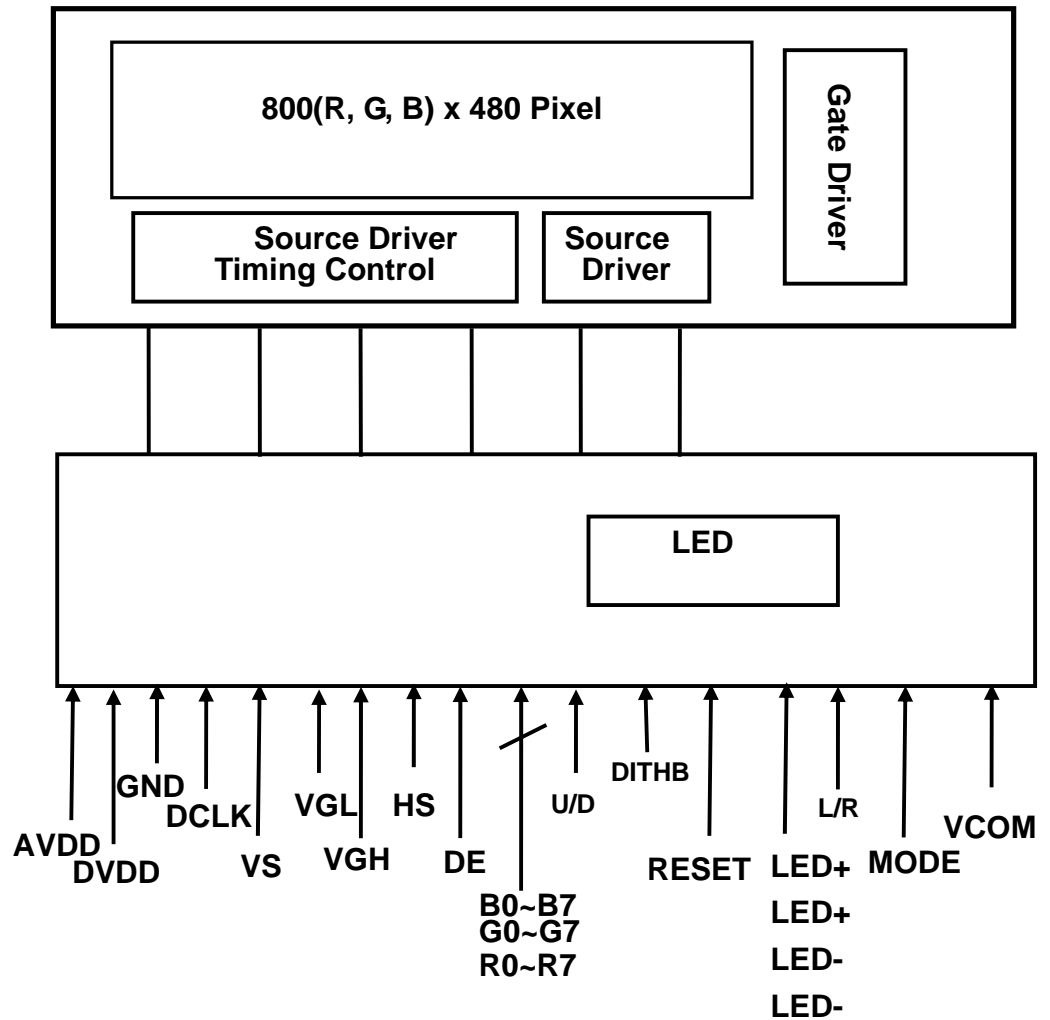 800(R, G, B) x 480 Pixel
Gate Driver
Source Driver
Timing Control
Source
Driver
LED
AVDD
DVDD
GND
DCLK
VS
VGL
VGH
HS
DE
B0~B7
G0~G7
R0~R7
U/D
DITHB
RESET
LED+
LED+
LED-
LED-
L/R
MODE
VCOM